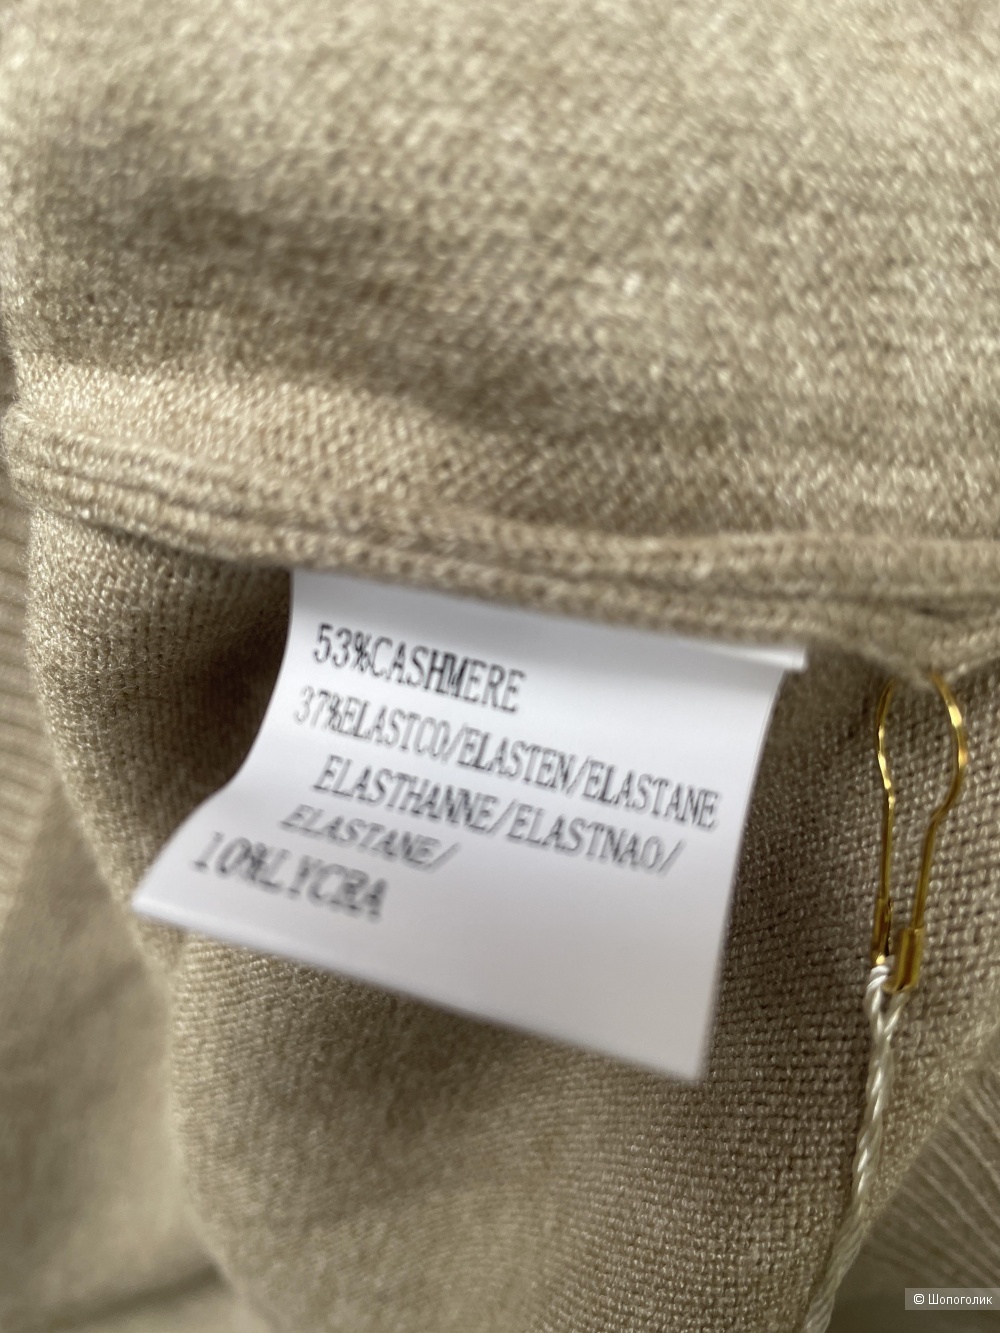 53%CASHMERE
37%ELASTCO/ELASTEN/ELASTANE
ELASTHANNE/ELASTNAO/
ELASTANE/
10%LYCRA
© Шопоголик